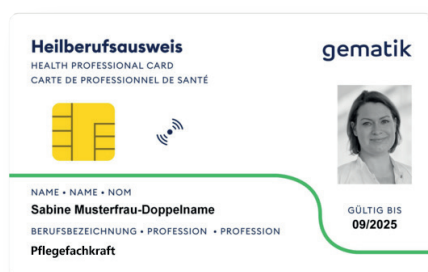 Heilberufsausweis
gematik
HEALTH PROFESSIONAL CARD
CARTE DE PROFESSIONNEL DE SANTÉ
NAME • NAME • NOM
Sabine Musterfrau-Doppelname
BERUFSBEZEICHNUNG • PROFESSION • PROFESSION
Pflegefachkraft
GÜLTIG BIS
09/2025